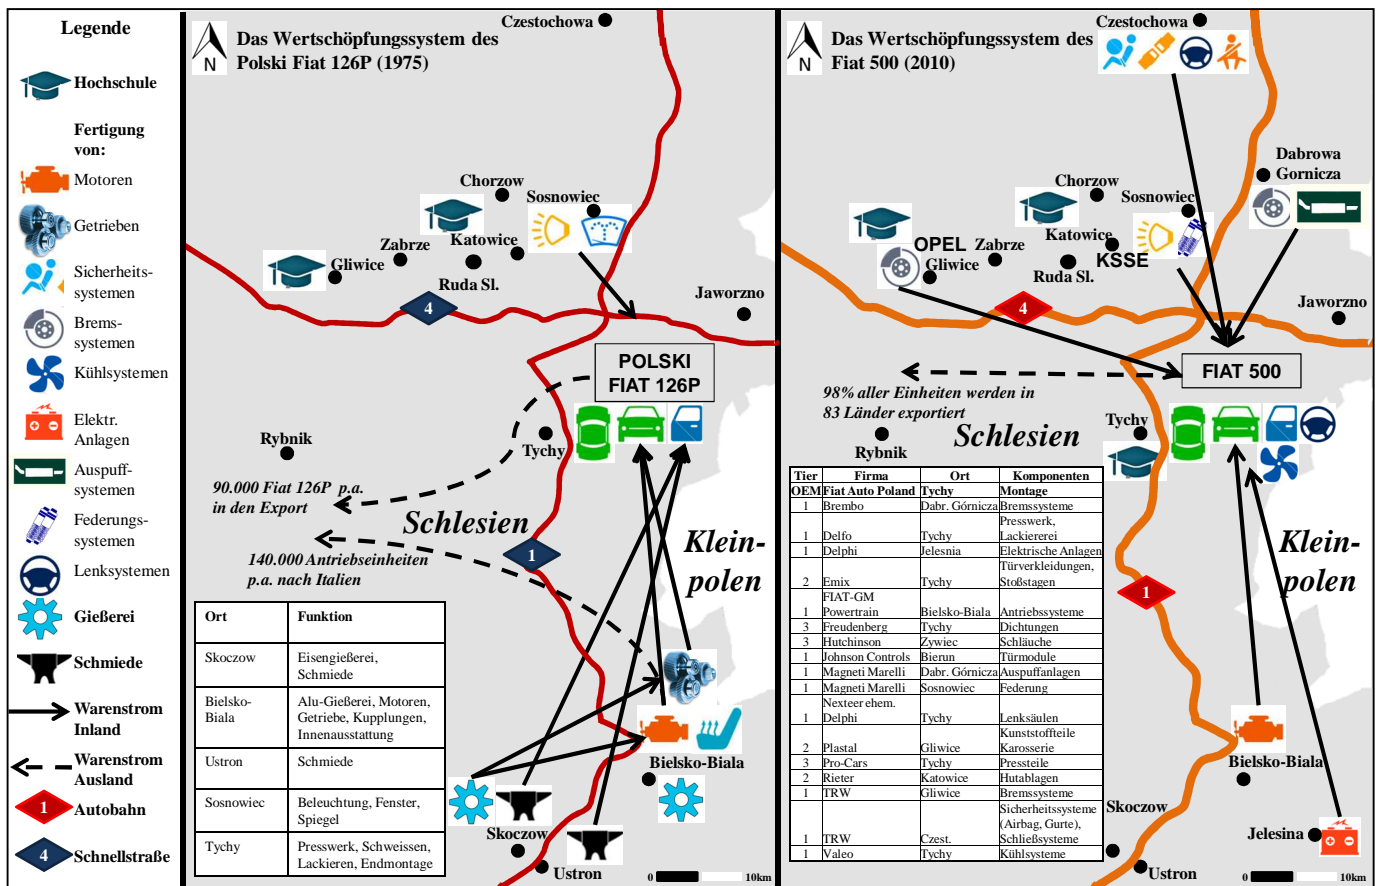 Legende
Hochschule
Fertigung
von:
Motoren
Getrieben
Sicherheits-
systemen
Brems-
systemen
Kühlsystemen
Elektr.
Anlagen
Auspuff-
systemen
Federungs-
systemen
Lenksystemen
Gießerei
Schmiede
Warenstrom
Inland
Warenstrom
Ausland
1
Autobahn
4
Schnellstraße
N
Das Wertschöpfungssystem des
Polski Fiat 126P (1975)
Czestochowa
Chorzow
Sosnowiec
Zabrze
Katowice
Gliwice
Ruda Sl.
4
Jaworzno
POLSKI
FIAT 126P
Rybnik
Tychy
90.000 Fiat 126P p.a.
in den Export
Schlesien
140.000 Antriebseinheiten
p.a. nach Italien
1
Klein-
polen
Ort Funktion
Skoczow Eisengießerei,
Schmiede
Bielsko-
Biala
Alu-Gießerei, Motoren,
Getriebe, Kupplungen,
Innenausstattung
Ustron Schmiede
Sosnowiec Beleuchtung, Fenster,
Spiegel
Tychy Presswerk, Schweissen,
Lackieren, Endmontage
Bielsko-Biala
Skoczow
Ustron
0 10km
N
Das Wertschöpfungssystem des
Fiat 500 (2010)
Czestochowa
Dabrowa
Gornicza
Chorzow
Sosnowiec
OPEL
Zabrze
Katowice
KSSE
Gliwice
Ruda Sl.
4
Jaworzno
FIAT 500
98% aller Einheiten werden in
83 Länder exportiert
Tychy
Rybnik
Schlesien
Klein-
polen
1
Tier Firma Ort Komponenten
OEM Fiat Auto Poland Tychy Montage
1 Brembo Dabr. Górnicza Bremssysteme
1 Delfo Tychy Presswerk,
Lackiererei
1 Delphi Jelesnia Elektrische Anlagen
2 Emix Tychy Türverkleidungen,
Stoßstagen
1 FIAT-GM
Powertrain Bielsko-Biala Antriebssysteme
3 Freudenberg Tychy Dichtungen
3 Hutchinson Zywiec Schläuche
1 Johnson Controls Bierun Türmodule
1 Magneti Marelli Dabr. Górnicza Auspuffanlagen
1 Magneti Marelli Sosnowiec Federung
1 Nexteer ehem.
Delphi Tychy Lenksäulen
2 Plastal Gliwice Kunststoffteile
Karosserie
3 Pro-Cars Tychy Pressteile
2 Rieter Katowice Hutablagen
1 TRW Gliwice Bremssysteme
1 TRW Czest. Sicherheitssysteme
(Airbag, Gurte),
Schließsysteme
1 Valeo Tychy Kühlsysteme
Bielsko-Biala
Skoczow
Jelesina
Ustron
0 10km